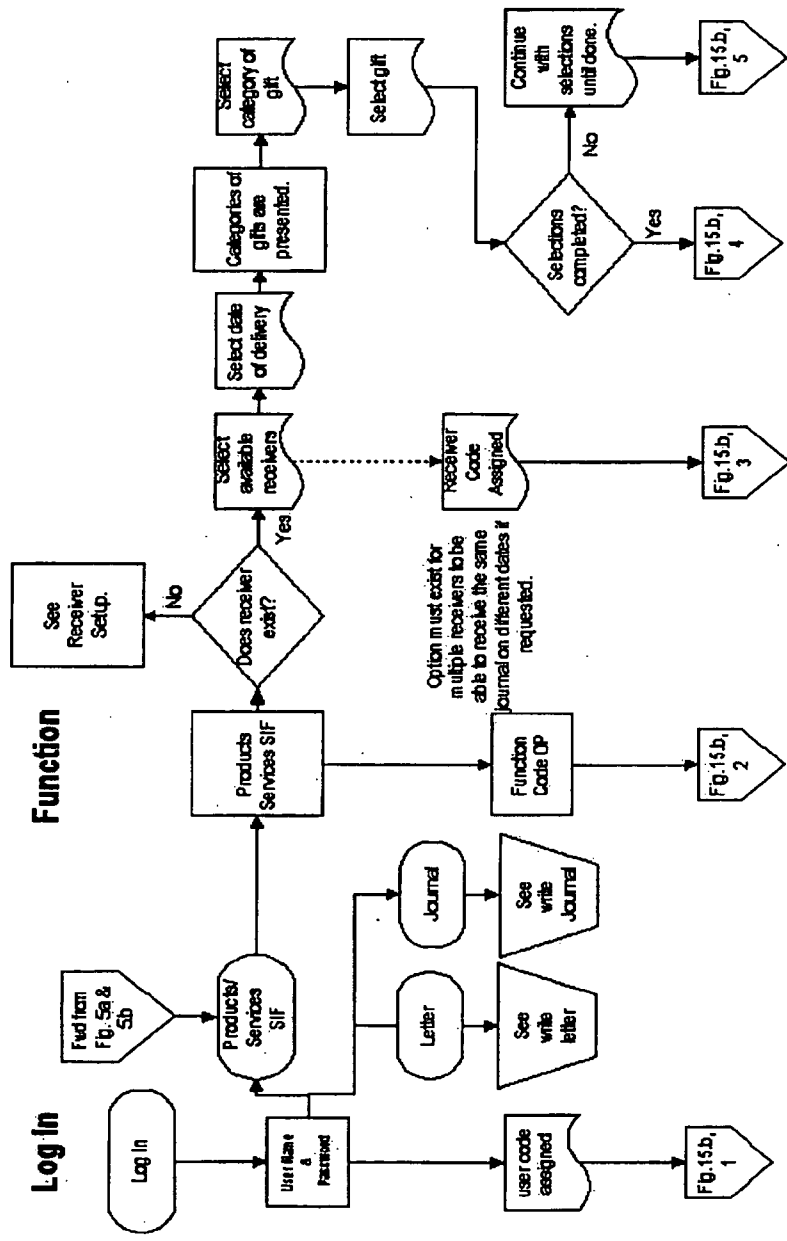 Log In
Function
Log In
User Name
&
Password
user code
assigned
Fig.15.b,
1
Fwd from
Fig. 5a &
5.b
Products/
Services
SIF
Letter
See
write
letter
Journal
See
write
Journal
Products
Services SIF
Function
Code OP
Fig.15.b,
2
See
Receiver
Setup.
No
Does receiver
exist?
Yes
Option must exist for
multiple receivers to be
able to receive the same
journal on different dates if
requested.
Select
available
receivers
Receiver
Code
Assigned
Fig.15.b,
3
Select date
of delivery
Categories of
gifts are
presented.
Select
category of
gift
Select gift
Selections
completed?
Yes
Fig.15.b,
4
No
Continue
with
selections
until done.
Fig.15.b,
5